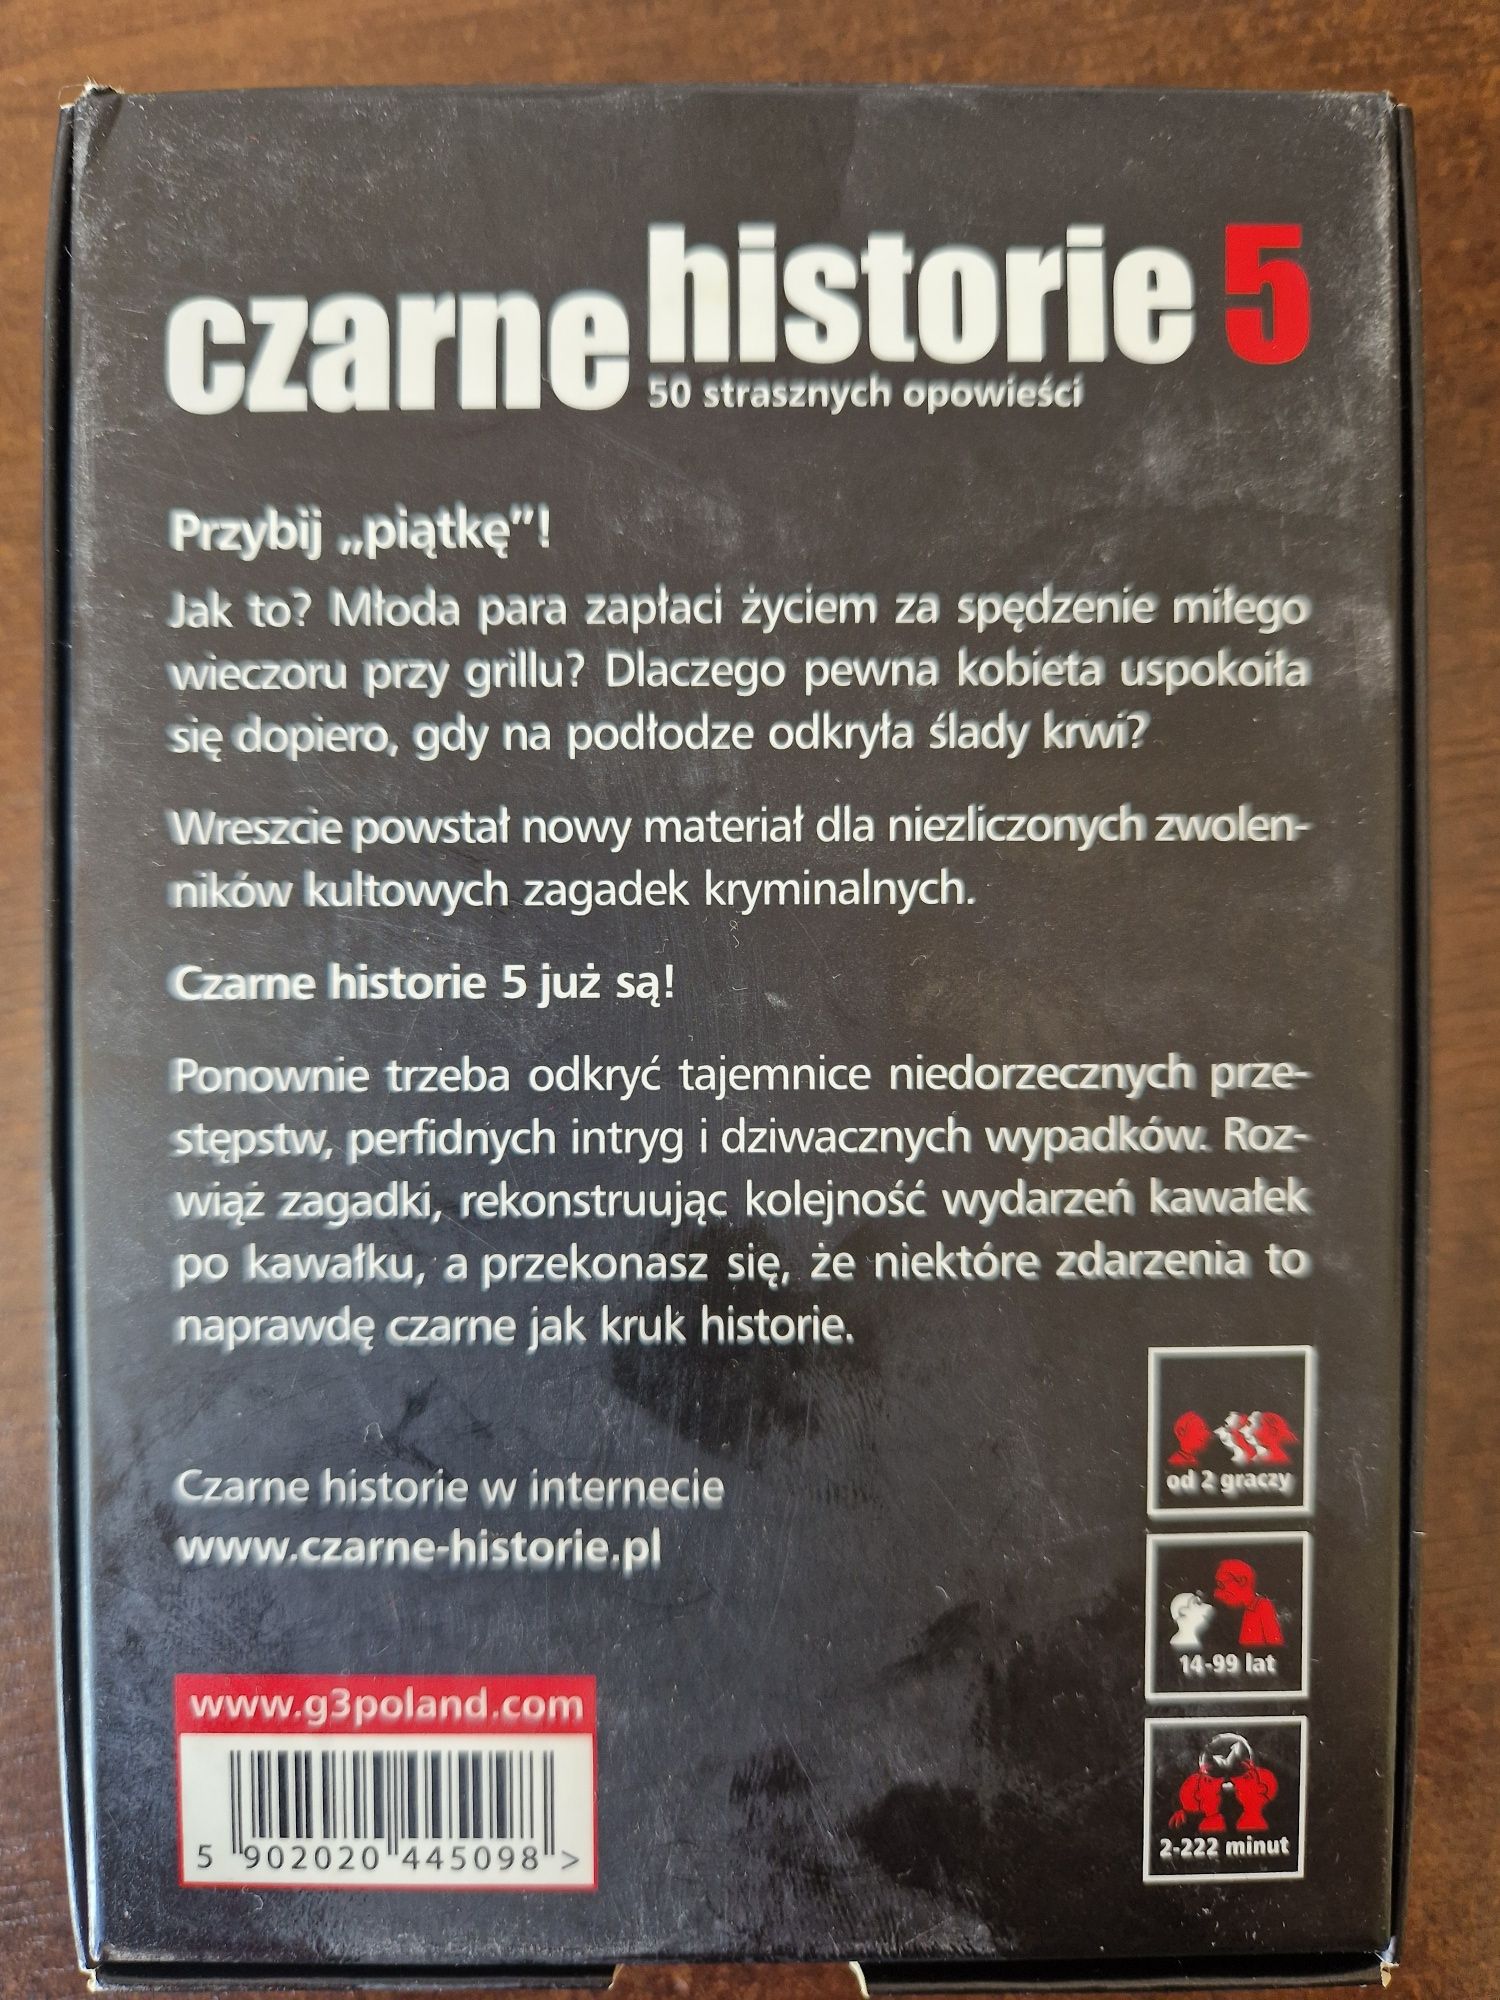 czarne historie 5
50 strasznych opowieści
Przybij „piątkę”!
Jak to? Młoda para zapłaci życiem za spędzenie miłego
wieczoru przy grillu? Dlaczego pewna kobieta uspokoiła
się dopiero, gdy na podłodze odkryła ślady krwi?
Wreszcie powstał nowy materiał dla niezliczonych zwolen-
ników kultowych zagadek kryminalnych.
Czarne historie 5 już są!
Ponownie trzeba odkryć tajemnice niedorzecznych prze-
stępstw, perfidnych intryg i dziwacznych wypadków. Roz-
wiąż zagadki, rekonstruując kolejność wydarzeń kawałek
po kawałku, a przekonasz się, że niektóre zdarzenia to
naprawdę czarne jak kruk historie.
od 2 graczy
Czarne historie w internecie
www.czarne-historie.pl
14-99 lat
www.g3poland.com
2-222 minut
5 902020 445098 >